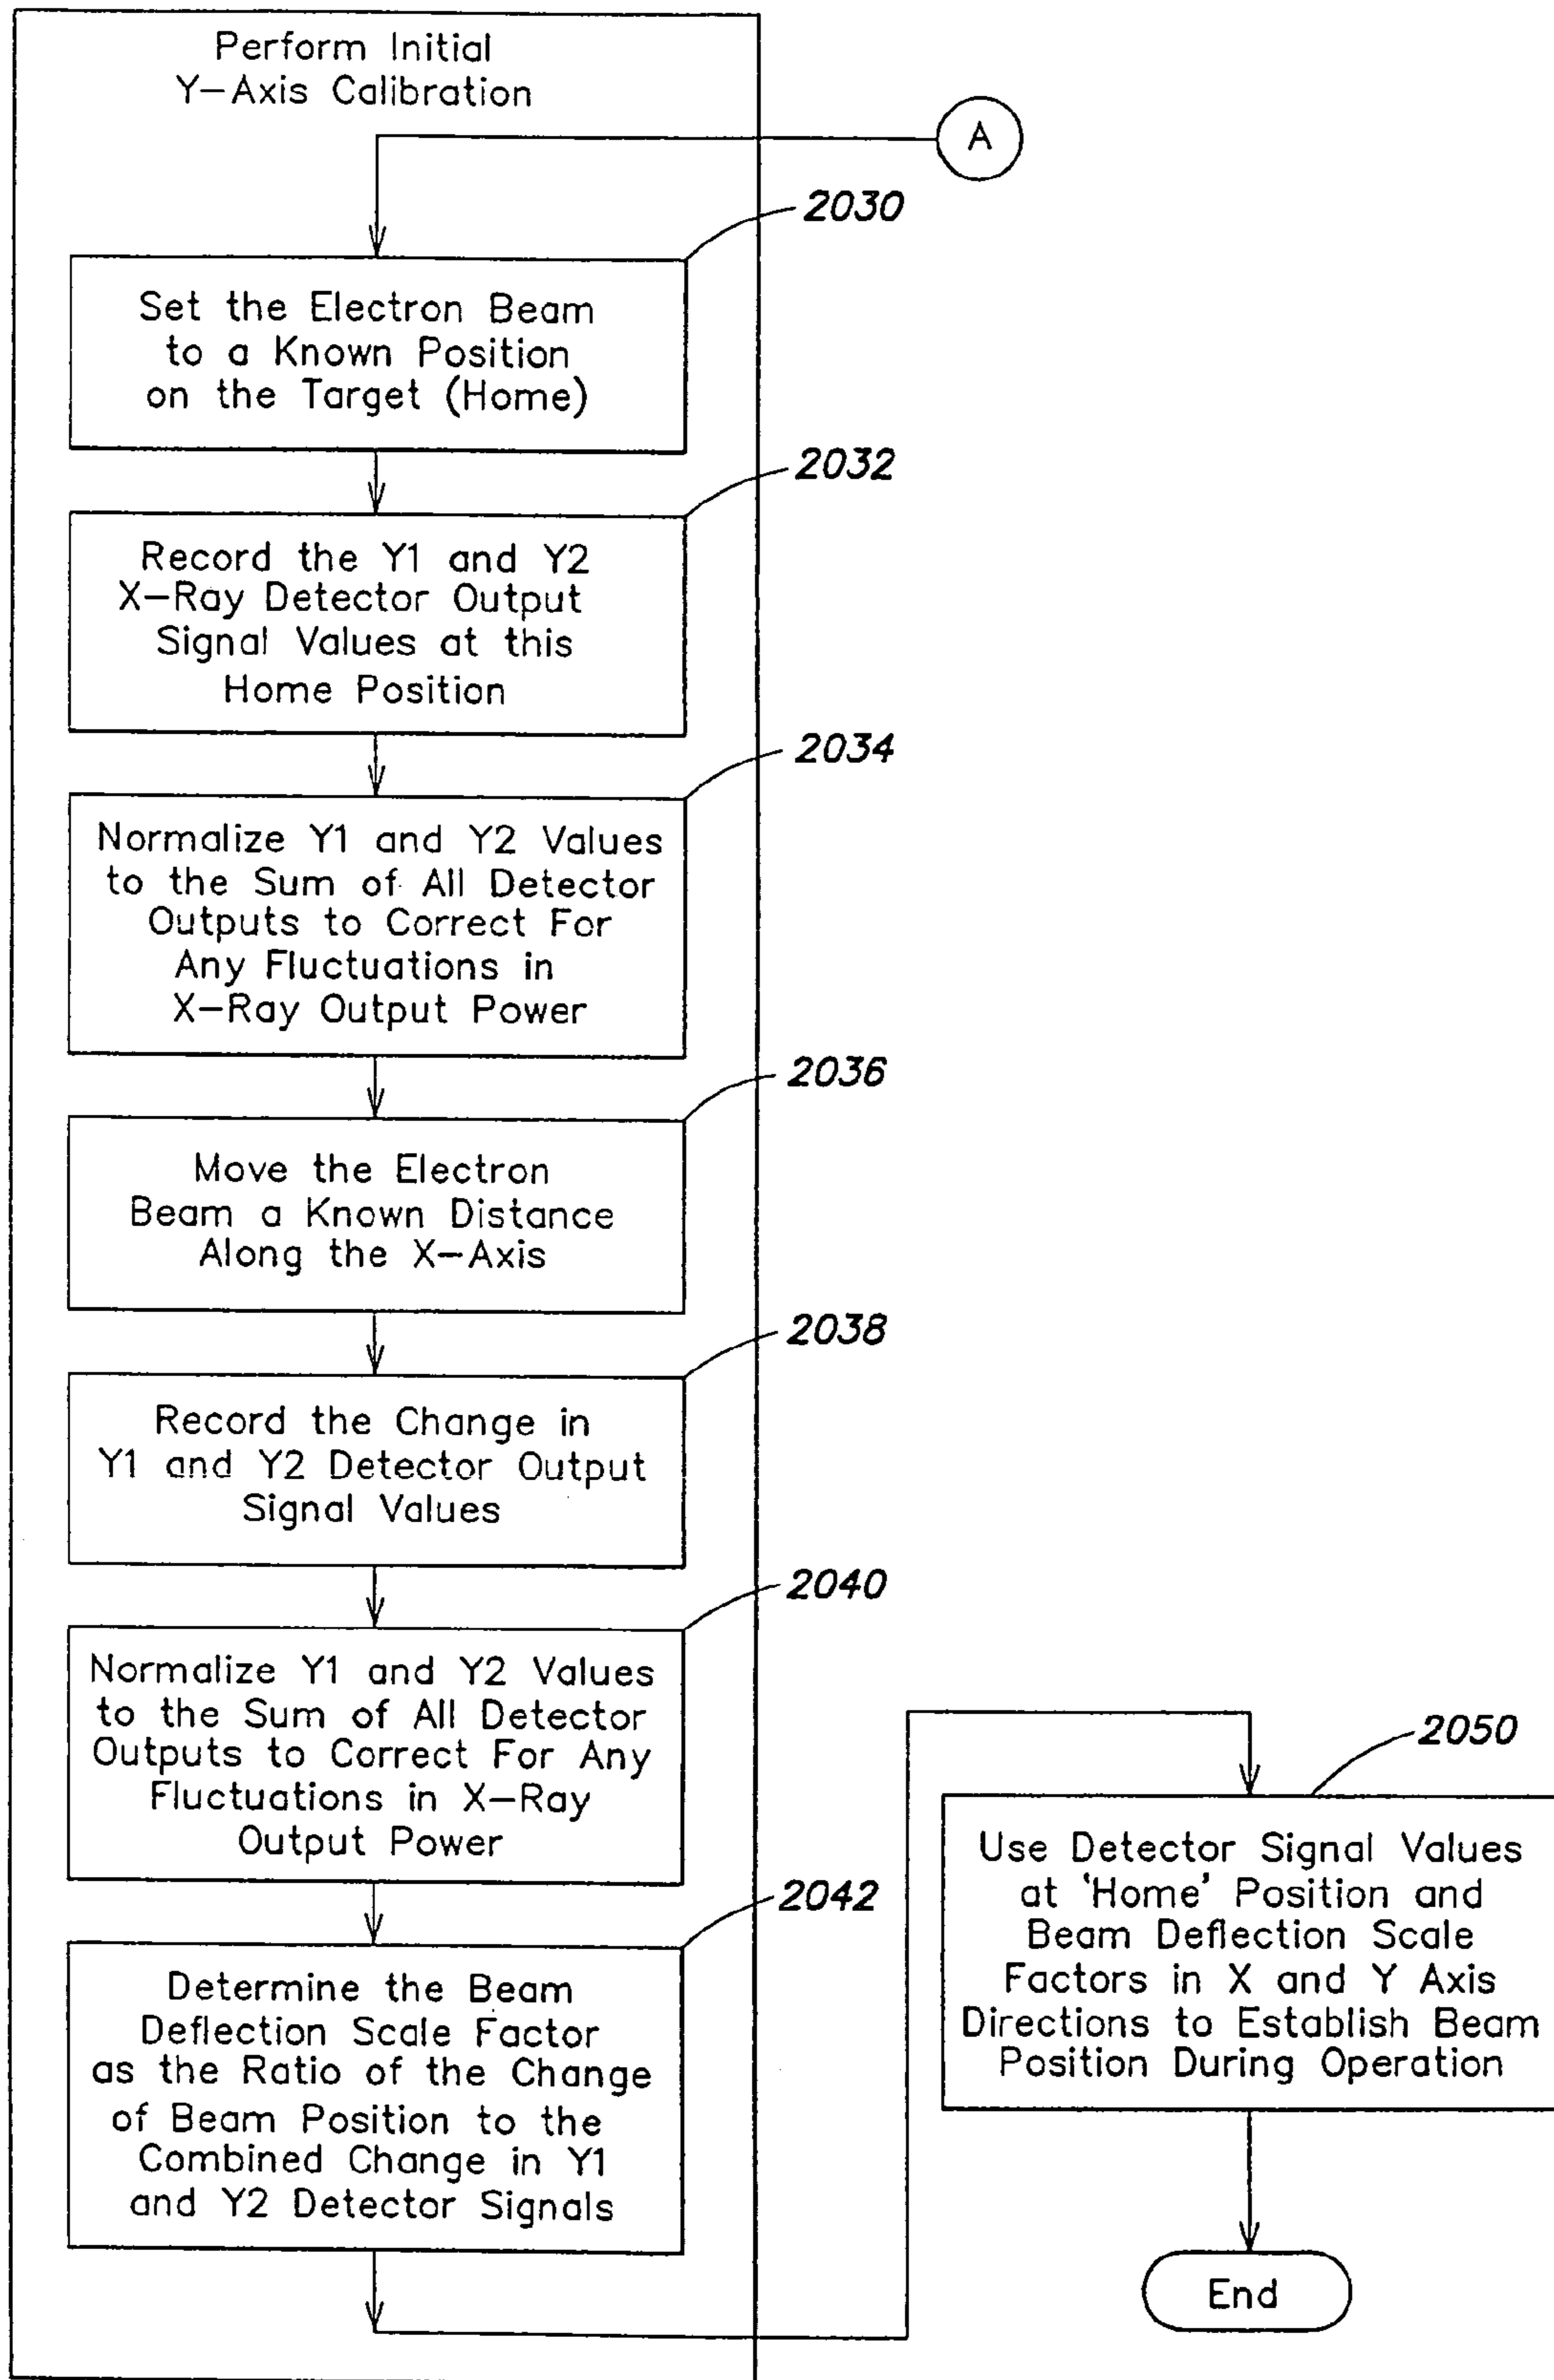 Perform Initial
Y-Axis Calibration
A
2030
Set the Electron Beam
to a Known Position
on the Target (Home)
2032
Record the Y1 and Y2
X-Ray Detector Output
Signal Values at this
Home Position
2034
Normalize Y1 and Y2 Values
to the Sum of All Detector
Outputs to Correct For
Any Fluctuations in
X-Ray Output Power
2036
Move the Electron
Beam a Known Distance
Along the X-Axis
2038
Record the Change in
Y1 and Y2 Detector Output
Signal Values
2040
Normalize Y1 and Y2 Values
to the Sum of All Detector
Outputs to Correct For Any
Fluctuations in X-Ray
Output Power
2042
Determine the Beam
Deflection Scale Factor
as the Ratio of the Change
of Beam Position to the
Combined Change in Y1
and Y2 Detector Signals
2050
Use Detector Signal Values
at 'Home' Position and
Beam Deflection Scale
Factors in X and Y Axis
Directions to Establish Beam
Position During Operation
End